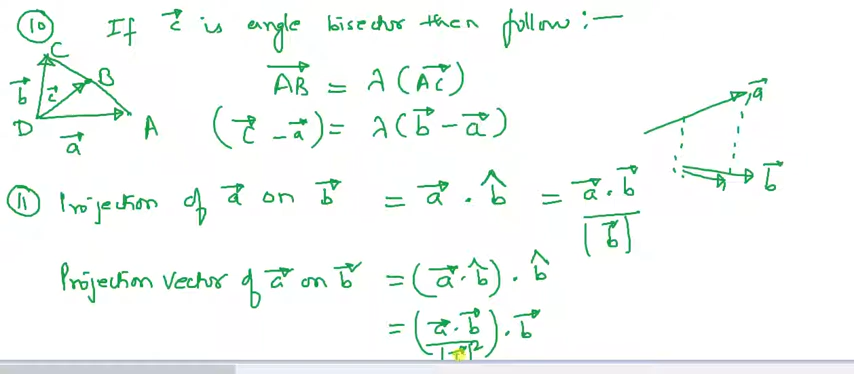 (10) If c⃗ is angle bisector then follow :—
C
b⃗ c⃗ B
D a⃗ A
AB⃗ = λ(AC⃗)
(c⃗ - a⃗) = λ(b⃗ - a⃗)
a⃗
b⃗
(11) Projection of a⃗ on b⃗ = a⃗ . b̂ = a⃗ . b⃗ / |b⃗|
Projection vector of a⃗ on b⃗ = (a⃗ . b̂) . b̂
= (a⃗ . b⃗ / | |²) . b⃗